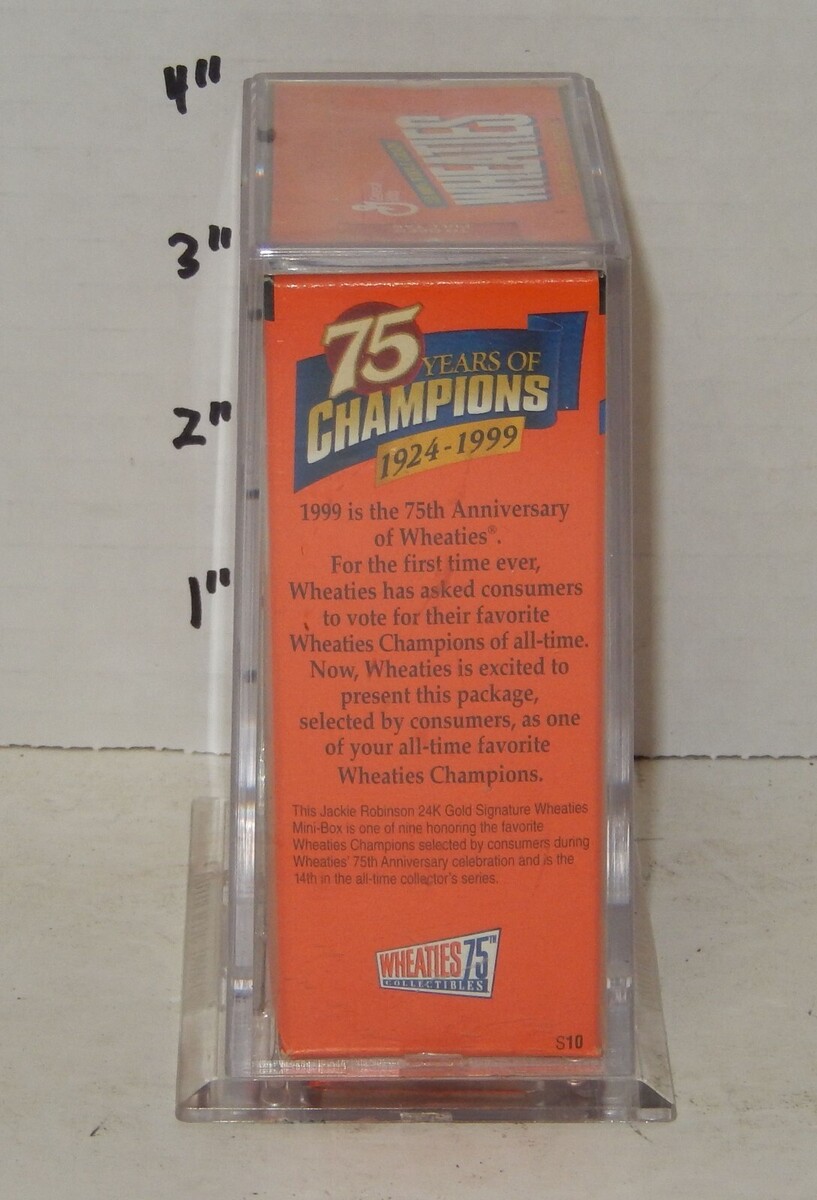 4"
3"
2"
1"
WHEATIES
75
YEARS OF
CHAMPIONS
1924-1999
1999 is the 75th Anniversary
of Wheaties®.
For the first time ever,
Wheaties has asked consumers
to vote for their favorite
Wheaties Champions of all-time.
Now, Wheaties is excited to
present this package,
selected by consumers, as one
of your all-time favorite
Wheaties Champions.
This Jackie Robinson 24K Gold Signature Wheaties
Mini-Box is one of nine honoring the favorite
Wheaties Champions selected by consumers during
Wheaties' 75th Anniversary celebration and is the
14th in the all-time collector's series.
WHEATIES 75TH
COLLECTIBLES
S10